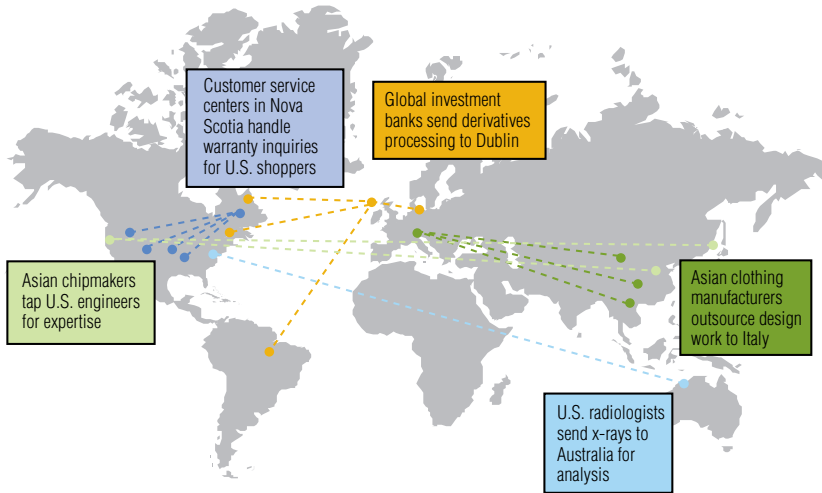 Customer service
centers in Nova
Scotia handle
warranty inquiries
for U.S. shoppers
Global investment
banks send derivatives
processing to Dublin
Asian chipmakers
tap U.S. engineers
for expertise
Asian clothing
manufacturers
outsource design
work to Italy
U.S. radiologists
send x-rays to
Australia for
analysis